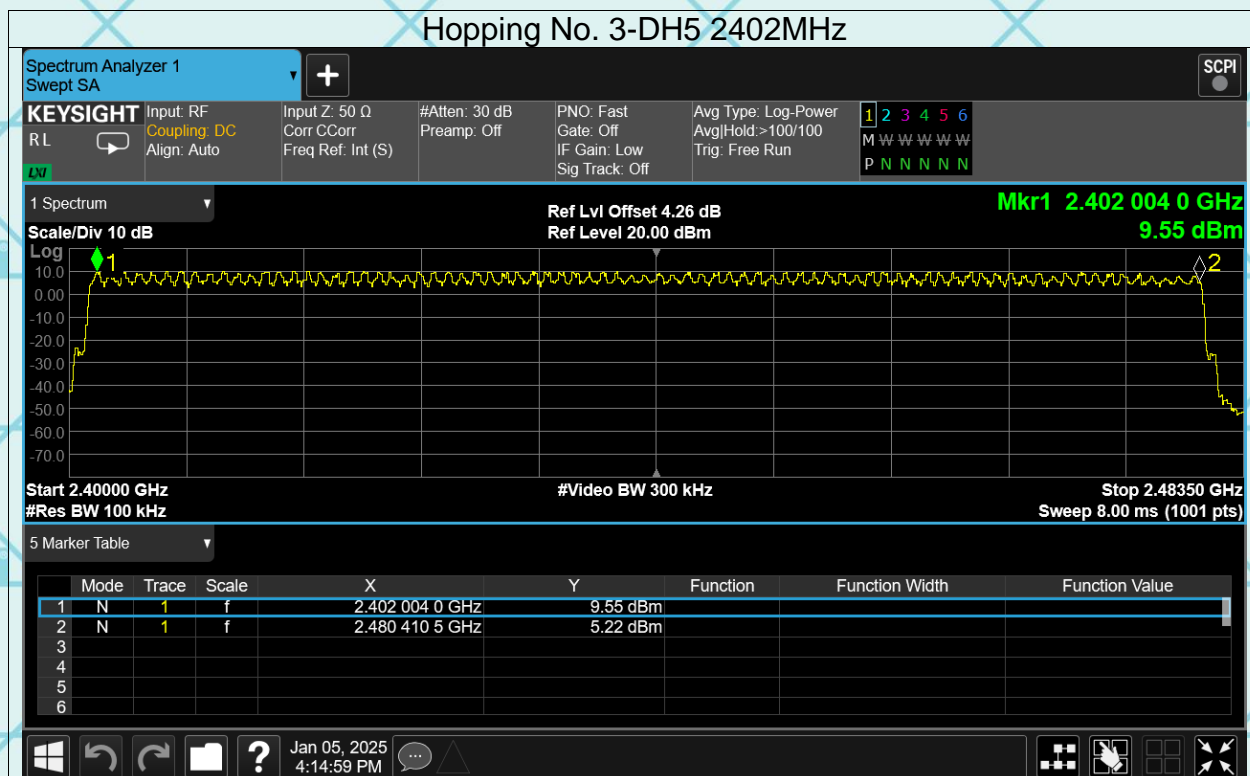 Hopping No. 3-DH5 2402MHz
Spectrum Analyzer 1
Swept SA
+
SCPI
KEYSIGHT
RL
LXI
Input: RF
Coupling: DC
Align: Auto
Input Z: 50 Ω
Corr CCorr
Freq Ref: Int (S)
#Atten: 30 dB
Preamp: Off
PNO: Fast
Gate: Off
IF Gain: Low
Sig Track: Off
Avg Type: Log-Power
Avg|Hold:>100/100
Trig: Free Run
1 2 3 4 5 6
M W W W W W
P N N N N N
1 Spectrum
Scale/Div 10 dB
Ref Lvl Offset 4.26 dB
Ref Level 20.00 dBm
Mkr1 2.402 004 0 GHz
9.55 dBm
Log
10.0
0.00
-10.0
-20.0
-30.0
-40.0
-50.0
-60.0
-70.0
1
2
Start 2.40000 GHz
#Res BW 100 kHz
#Video BW 300 kHz
Stop 2.48350 GHz
Sweep 8.00 ms (1001 pts)
5 Marker Table
Mode Trace Scale X Y Function Function Width Function Value
1 N 1 f 2.402 004 0 GHz 9.55 dBm
2 N 1 f 2.480 410 5 GHz 5.22 dBm
3
4
5
6
?
Jan 05, 2025
4:14:59 PM